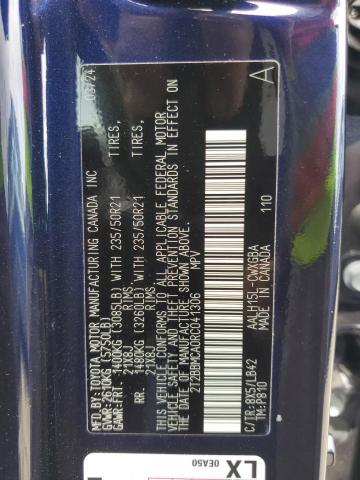 MFD. BY: TOYOTA MOTOR MANUFACTURING CANADA INC 03/24
GVWR: 2610KG (5750LB)
GAWR: FRT. 1400KG (3085LB) WITH 235/50R21 TIRES,
21X8J RIMS,
RR. 1480KG (3260LB) WITH 235/50R21 TIRES,
21X8J RIMS,
THIS VEHICLE CONFORMS TO ALL APPLICABLE FEDERAL MOTOR
VEHICLE SAFETY AND THEFT PREVENTION STANDARDS IN EFFECT
ON THE DATE OF MANUFACTURE SHOWN ABOVE.
MPV
C/TR: 8X5/LB42 AALH15L-CWXGBA
TM: P810 MADE IN CANADA 110
A
LX
0EA50